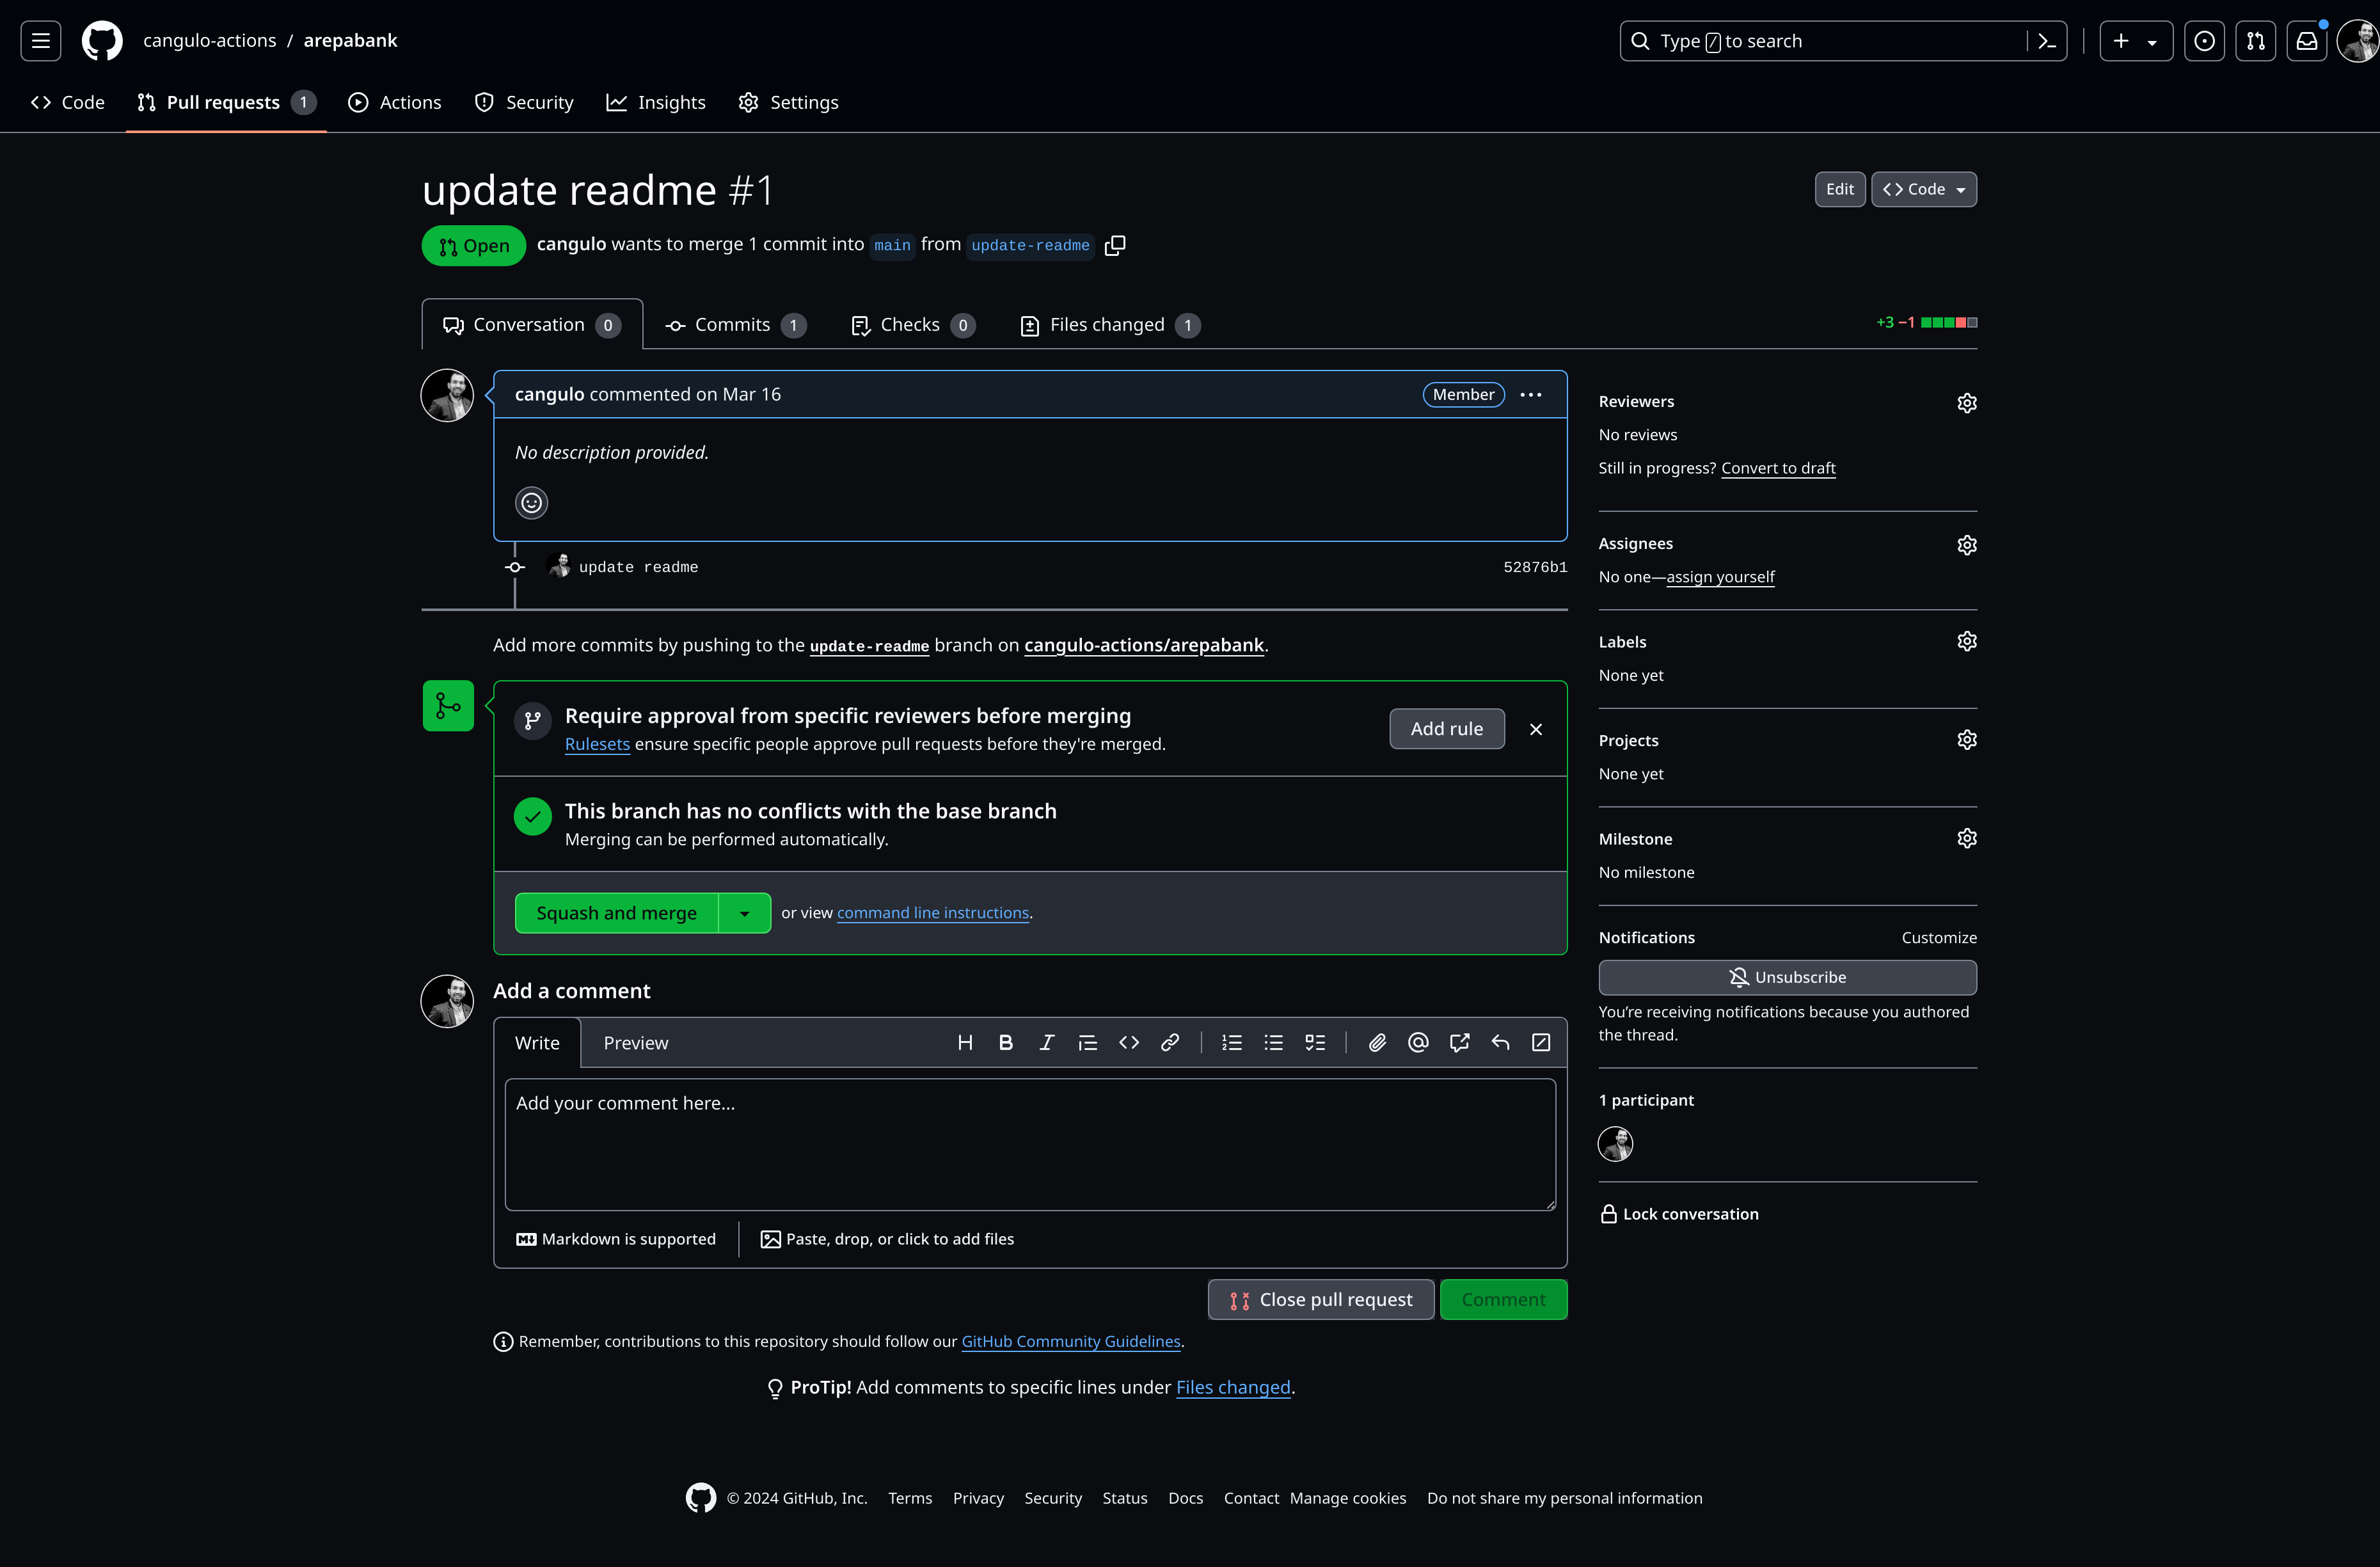 cangulo-actions / arepabank
Type / to search
Code
Pull requests 1
Actions
Security
Insights
Settings
update readme #1
Edit
Code
Open
cangulo wants to merge 1 commit into main from update-readme
Conversation 0
Commits 1
Checks 0
Files changed 1
+3 −1
cangulo commented on Mar 16
Member
No description provided.
update readme
52876b1
Add more commits by pushing to the update-readme branch on cangulo-actions/arepabank.
Require approval from specific reviewers before merging
Rulesets ensure specific people approve pull requests before they're merged.
Add rule
This branch has no conflicts with the base branch
Merging can be performed automatically.
Squash and merge
or view command line instructions.
Add a comment
Write
Preview
Add your comment here...
Markdown is supported
Paste, drop, or click to add files
Close pull request
Comment
Remember, contributions to this repository should follow our GitHub Community Guidelines.
ProTip! Add comments to specific lines under Files changed.
Reviewers
No reviews
Still in progress? Convert to draft
Assignees
No one—assign yourself
Labels
None yet
Projects
None yet
Milestone
No milestone
Notifications
Customize
Unsubscribe
You're receiving notifications because you authored
the thread.
1 participant
Lock conversation
© 2024 GitHub, Inc.
Terms
Privacy
Security
Status
Docs
Contact
Manage cookies
Do not share my personal information